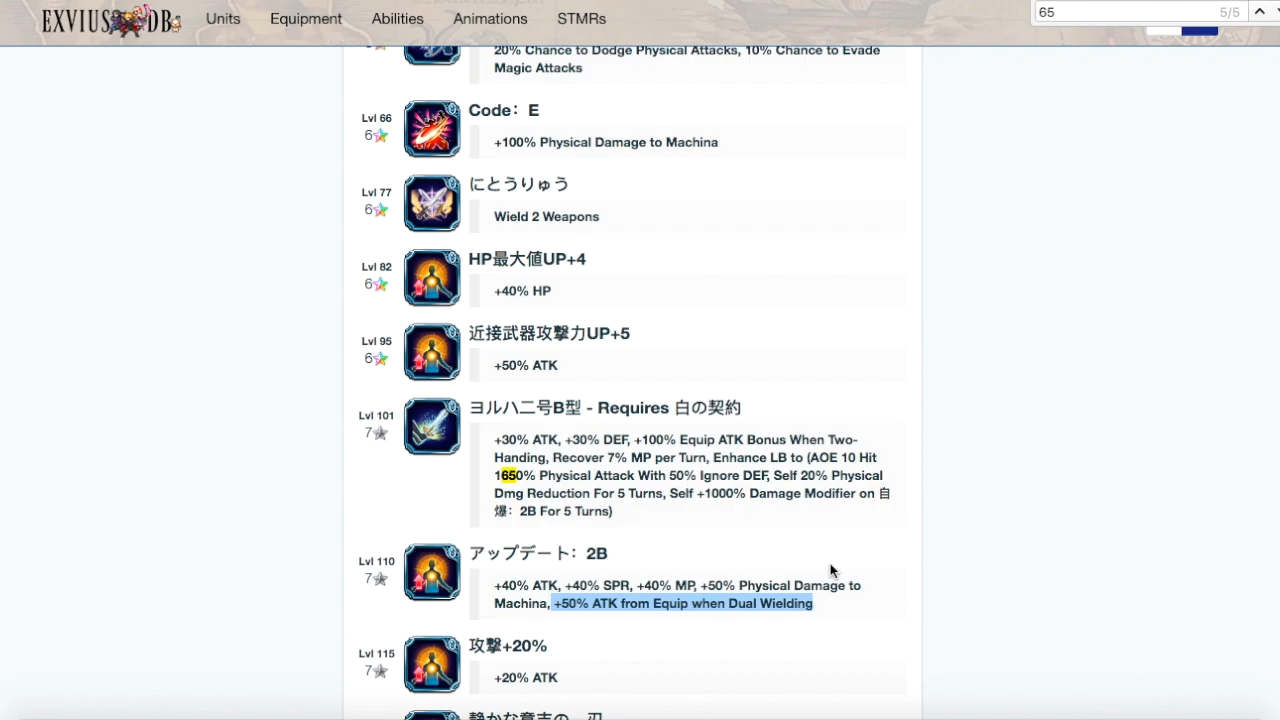 EXVIUS DB
Units
Equipment
Abilities
Animations
STMRs
65
5/5
20% Chance to Dodge Physical Attacks, 10% Chance to Evade
Magic Attacks
Lvl 66
6
Code：E
+100% Physical Damage to Machina
Lvl 77
6
にとうりゅう
Wield 2 Weapons
Lvl 82
6
HP最大値UP+4
+40% HP
Lvl 95
6
近接武器攻撃力UP+5
+50% ATK
Lvl 101
7
ヨルハ二号B型 - Requires 白の契約
+30% ATK, +30% DEF, +100% Equip ATK Bonus When Two-
Handing, Recover 7% MP per Turn, Enhance LB to (AOE 10 Hit
1650% Physical Attack With 50% Ignore DEF, Self 20% Physical
Dmg Reduction For 5 Turns, Self +1000% Damage Modifier on 自
爆：2B For 5 Turns)
Lvl 110
7
アップデート：2B
+40% ATK, +40% SPR, +40% MP, +50% Physical Damage to
Machina, +50% ATK from Equip when Dual Wielding
Lvl 115
7
攻撃+20%
+20% ATK